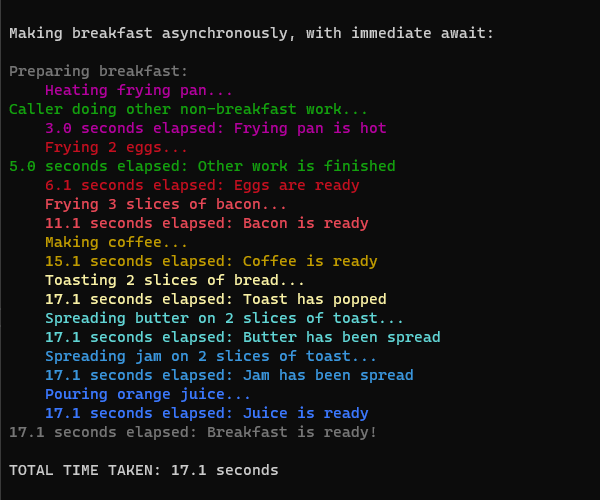 Making breakfast asynchronously, with immediate await:
Preparing breakfast:
Heating frying pan...
Caller doing other non-breakfast work...
3.0 seconds elapsed: Frying pan is hot
Frying 2 eggs...
5.0 seconds elapsed: Other work is finished
6.1 seconds elapsed: Eggs are ready
Frying 3 slices of bacon...
11.1 seconds elapsed: Bacon is ready
Making coffee...
15.1 seconds elapsed: Coffee is ready
Toasting 2 slices of bread...
17.1 seconds elapsed: Toast has popped
Spreading butter on 2 slices of toast...
17.1 seconds elapsed: Butter has been spread
Spreading jam on 2 slices of toast...
17.1 seconds elapsed: Jam has been spread
Pouring orange juice...
17.1 seconds elapsed: Juice is ready
17.1 seconds elapsed: Breakfast is ready!
TOTAL TIME TAKEN: 17.1 seconds